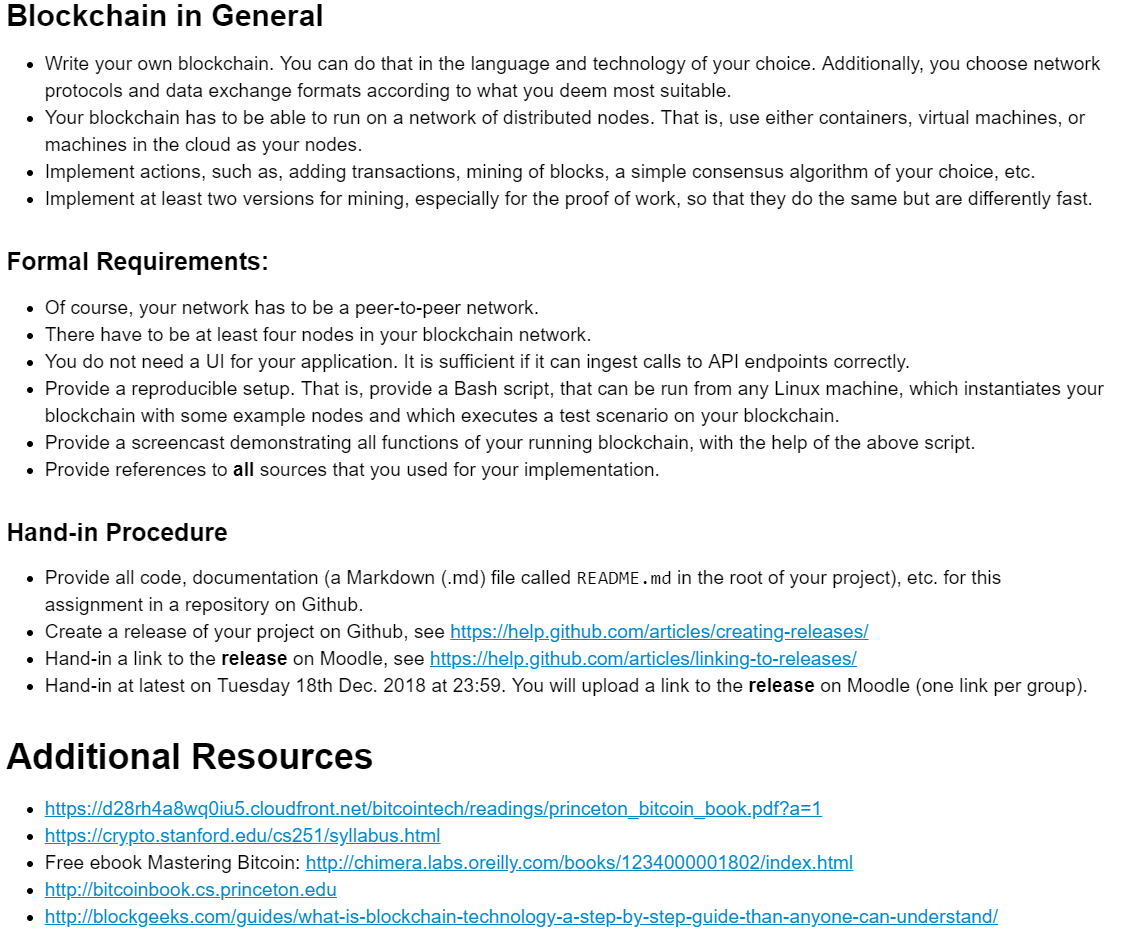 Blockchain in General
• Write your own blockchain. You can do that in the language and technology of your choice. Additionally, you choose network
protocols and data exchange formats according to what you deem most suitable.
• Your blockchain has to be able to run on a network of distributed nodes. That is, use either containers, virtual machines, or
machines in the cloud as your nodes.
• Implement actions, such as, adding transactions, mining of blocks, a simple consensus algorithm of your choice, etc.
• Implement at least two versions for mining, especially for the proof of work, so that they do the same but are differently fast.
Formal Requirements:
• Of course, your network has to be a peer-to-peer network.
• There have to be at least four nodes in your blockchain network.
• You do not need a UI for your application. It is sufficient if it can ingest calls to API endpoints correctly.
• Provide a reproducible setup. That is, provide a Bash script, that can be run from any Linux machine, which instantiates your
blockchain with some example nodes and which executes a test scenario on your blockchain.
• Provide a screencast demonstrating all functions of your running blockchain, with the help of the above script.
• Provide references to all sources that you used for your implementation.
Hand-in Procedure
• Provide all code, documentation (a Markdown (.md) file called README.md in the root of your project), etc. for this
assignment in a repository on Github.
• Create a release of your project on Github, see https://help.github.com/articles/creating-releases/
• Hand-in a link to the release on Moodle, see https://help.github.com/articles/linking-to-releases/
• Hand-in at latest on Tuesday 18th Dec. 2018 at 23:59. You will upload a link to the release on Moodle (one link per group).
Additional Resources
• https://d28rh4a8wq0iu5.cloudfront.net/bitcointech/readings/princeton_bitcoin_book.pdf?a=1
• https://crypto.stanford.edu/cs251/syllabus.html
• Free ebook Mastering Bitcoin: http://chimera.labs.oreilly.com/books/1234000001802/index.html
• http://bitcoinbook.cs.princeton.edu
• http://blockgeeks.com/guides/what-is-blockchain-technology-a-step-by-step-guide-than-anyone-can-understand/